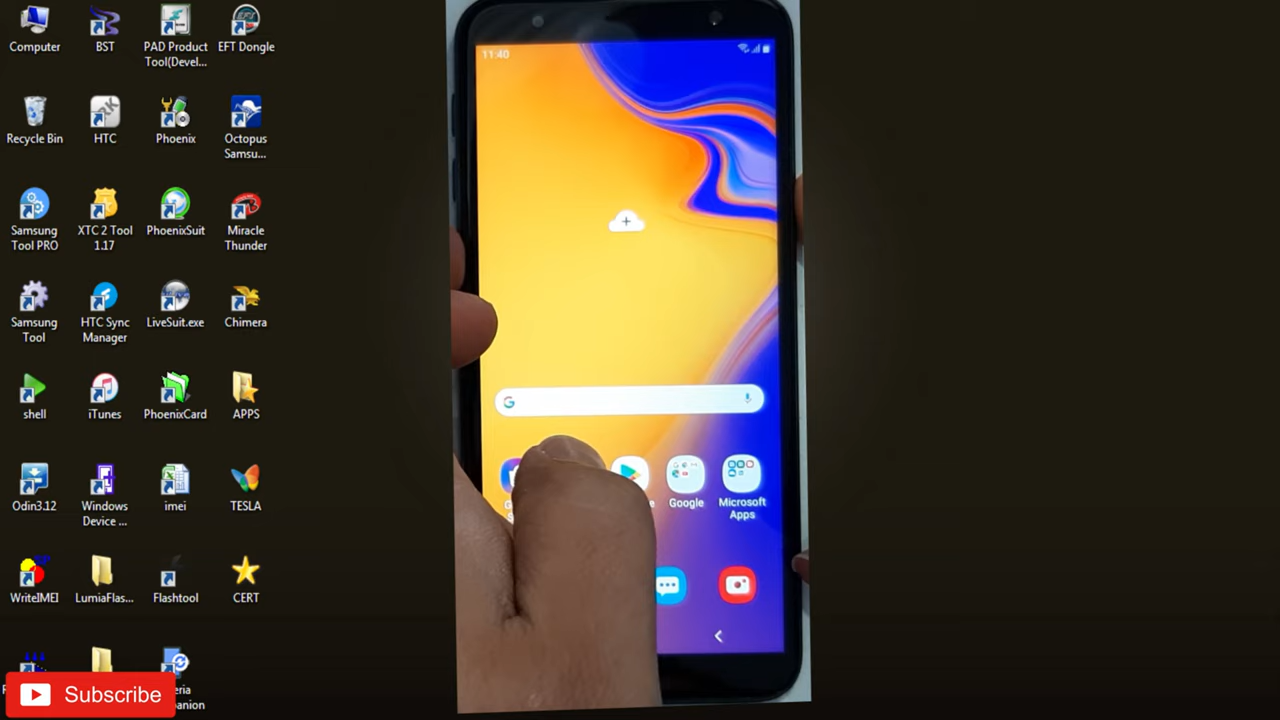 Computer
BST
PAD Product
Tool(Devel...
EFT Dongle
Recycle Bin
HTC
Phoenix
Octopus
Samsu...
Samsung
Tool PRO
XTC 2 Tool
1.17
PhoenixSuit
Miracle
Thunder
Samsung
Tool
HTC Sync
Manager
LiveSuit.exe
Chimera
shell
iTunes
PhoenixCard
APPS
Odin3.12
Windows
Device ...
imei
TESLA
WriteIMEI
LumiaFlas...
Flashtool
CERT
Subscribe
11:40
Google
Microsoft
Apps